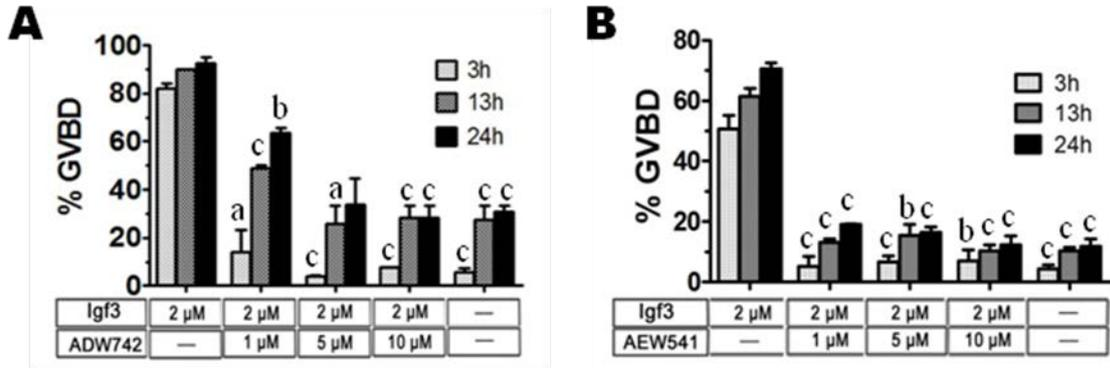 A
100
80
60
40
20
0
% GVBD
3h
13h
24h
a c b
c a
c c c
c c c
Igf3 2 µM 2 µM 2 µM 2 µM —
ADW742 — 1 µM 5 µM 10 µM —
B
80
60
40
20
0
% GVBD
3h
13h
24h
c c c
c b c
b c c
c c c
Igf3 2 µM 2 µM 2 µM 2 µM —
AEW541 — 1 µM 5 µM 10 µM —